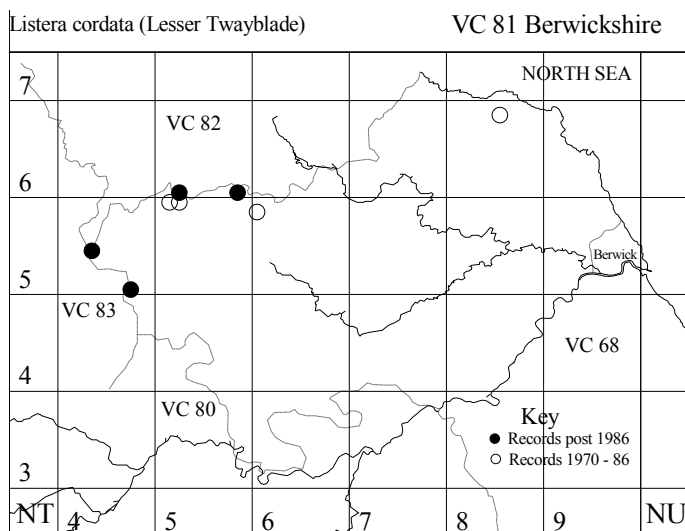 Listera cordata (Lesser Twayblade)
VC 81 Berwickshire
NORTH SEA
7
VC 82
6
Berwick
5
VC 83
VC 68
4
VC 80
Key
Records post 1986
Records 1970 - 86
3
NT 4 5 6 7 8 9 NU